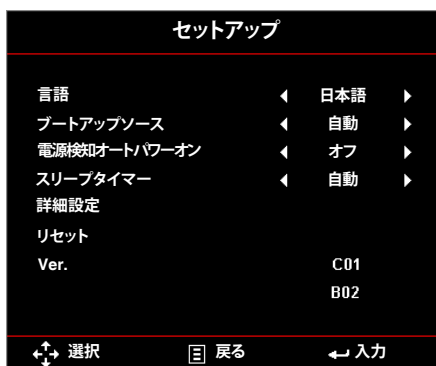 セットアップ
言語 日本語
ブートアップソース 自動
電源検知オートパワーオン オフ
スリープタイマー 自動
詳細設定
リセット
Ver. C01
B02
選択 戻る 入力